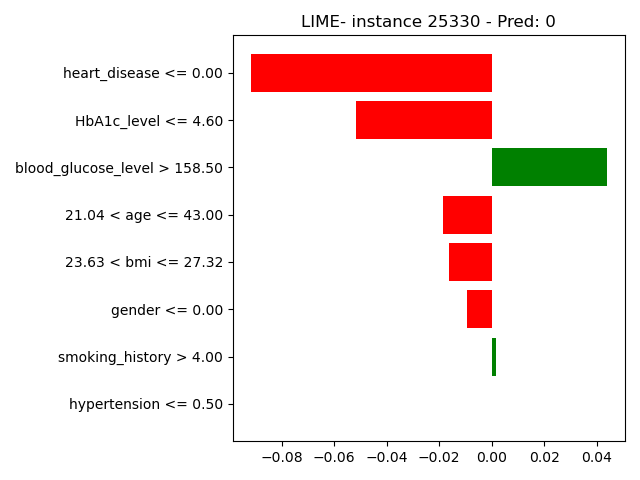 LIME- instance 25330 - Pred: 0
heart_disease <= 0.00
HbA1c_level <= 4.60
blood_glucose_level > 158.50
21.04 < age <= 43.00
23.63 < bmi <= 27.32
gender <= 0.00
smoking_history > 4.00
hypertension <= 0.50
−0.08 −0.06 −0.04 −0.02 0.00 0.02 0.04